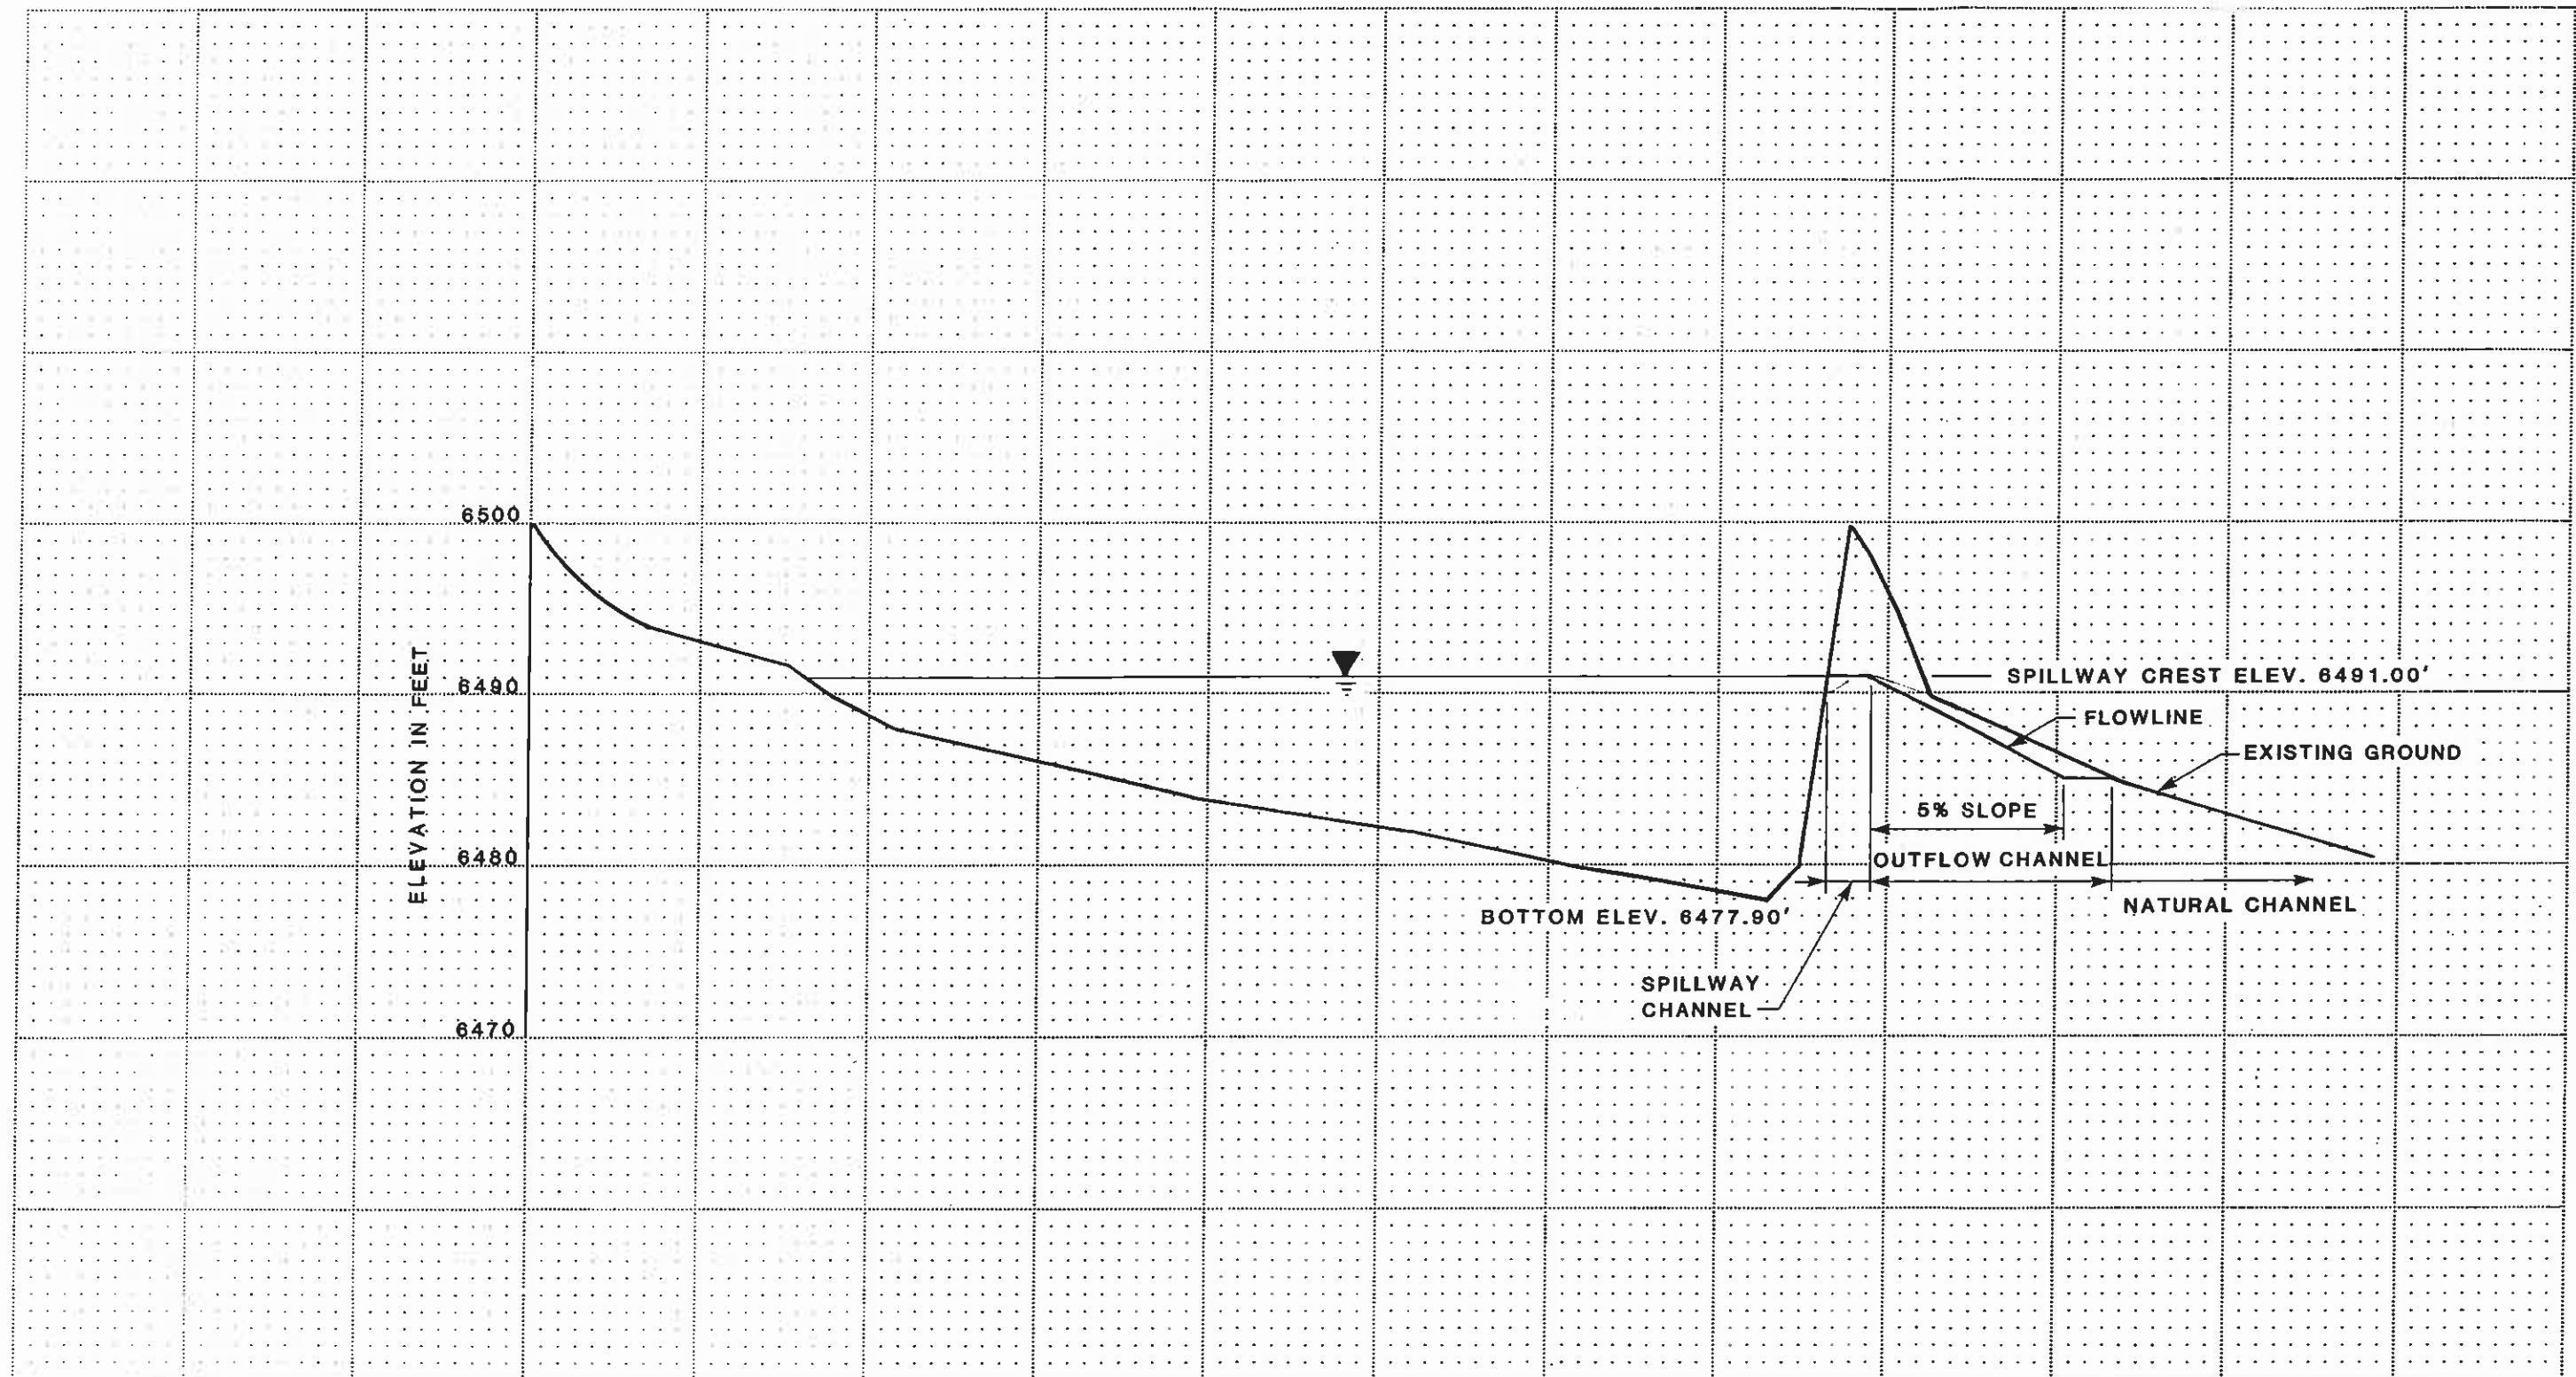 6500
6490
6480
6470
ELEVATION IN FEET
SPILLWAY CREST ELEV. 6491.00'
FLOWLINE
EXISTING GROUND
5% SLOPE
OUTFLOW CHANNEL
NATURAL CHANNEL
BOTTOM ELEV. 6477.90'
SPILLWAY
CHANNEL